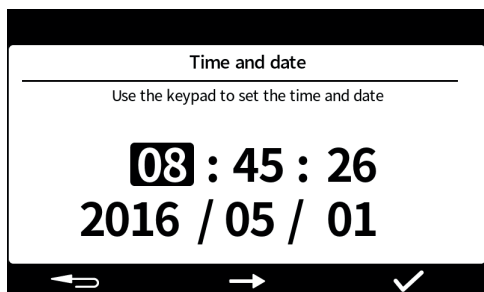 Time and date
Use the keypad to set the time and date
08 : 45 : 26
2016 / 05 / 01